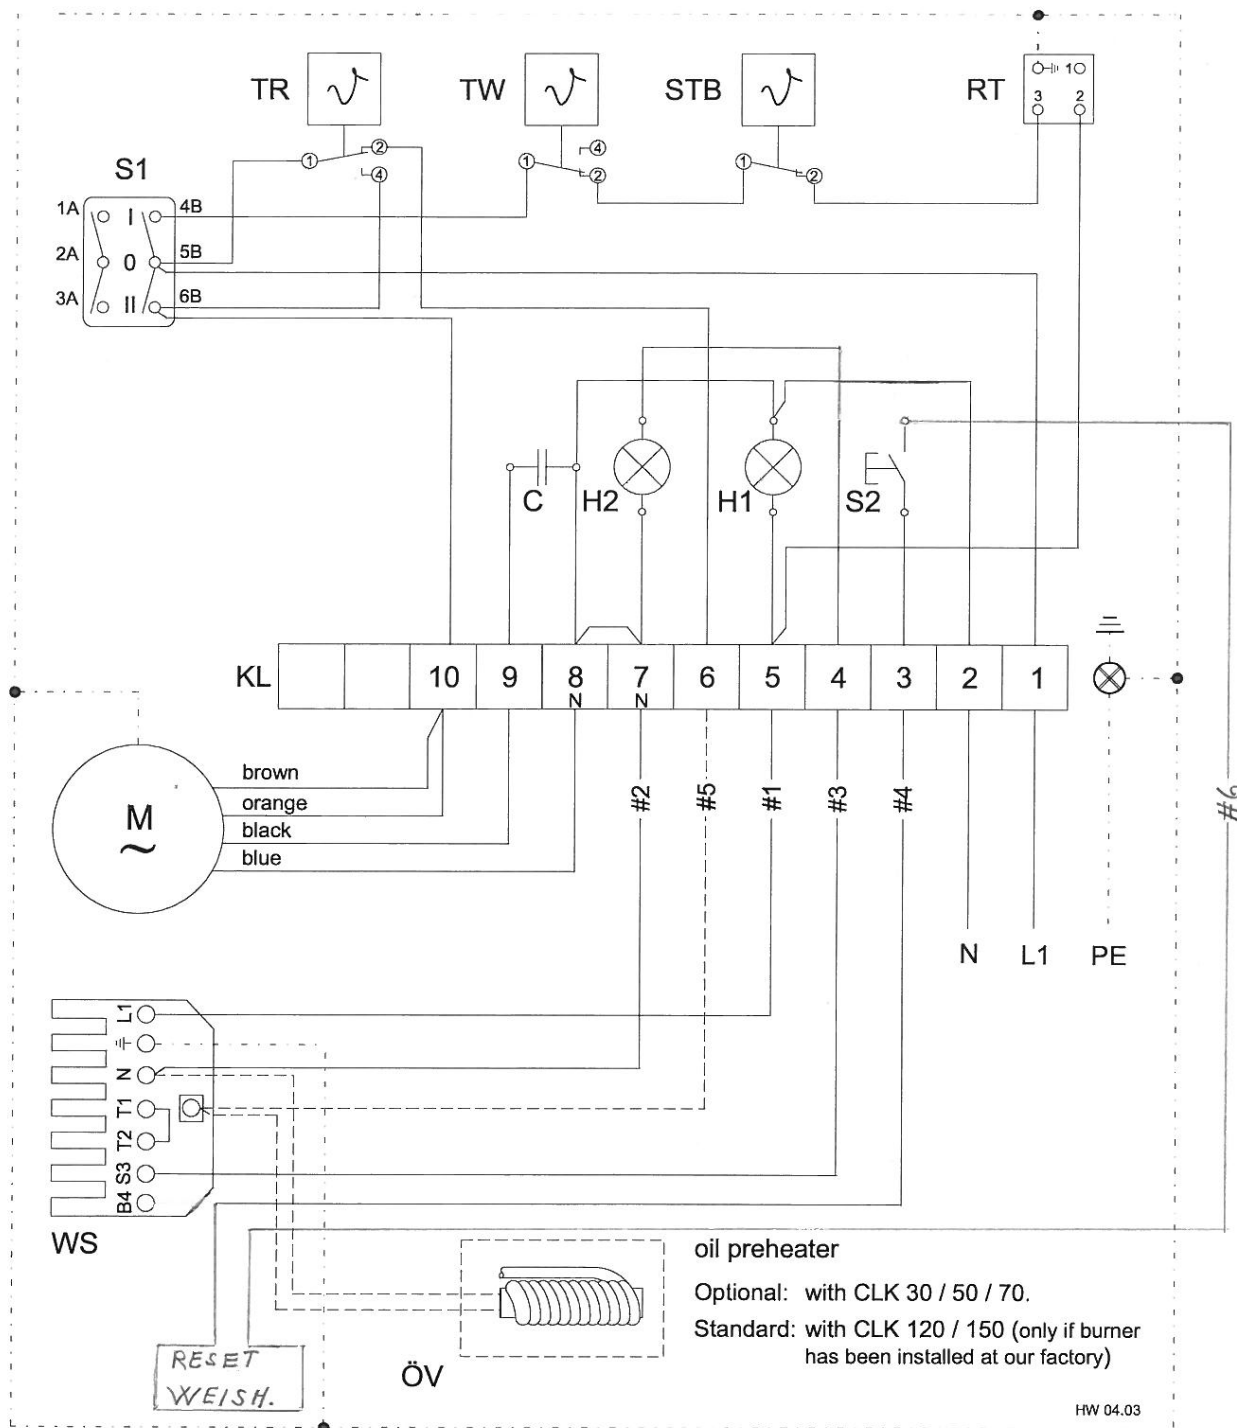 TR
TW
STB
RT
1
3
2
1
2
4
1
4
2
1
2
S1
1A
I
4B
2A
0
5B
3A
II
6B
C
H2
H1
S2
KL
10
9
8
N
7
N
6
5
4
3
2
1
brown
orange
black
blue
M
~
#2
#5
#1
#3
#4
#6
N
L1
PE
L1
N
T1
T2
S3
B4
WS
oil preheater
Optional: with CLK 30 / 50 / 70.
Standard: with CLK 120 / 150 (only if burner
has been installed at our factory)
RESET
WEISH.
ÖV
HW 04.03